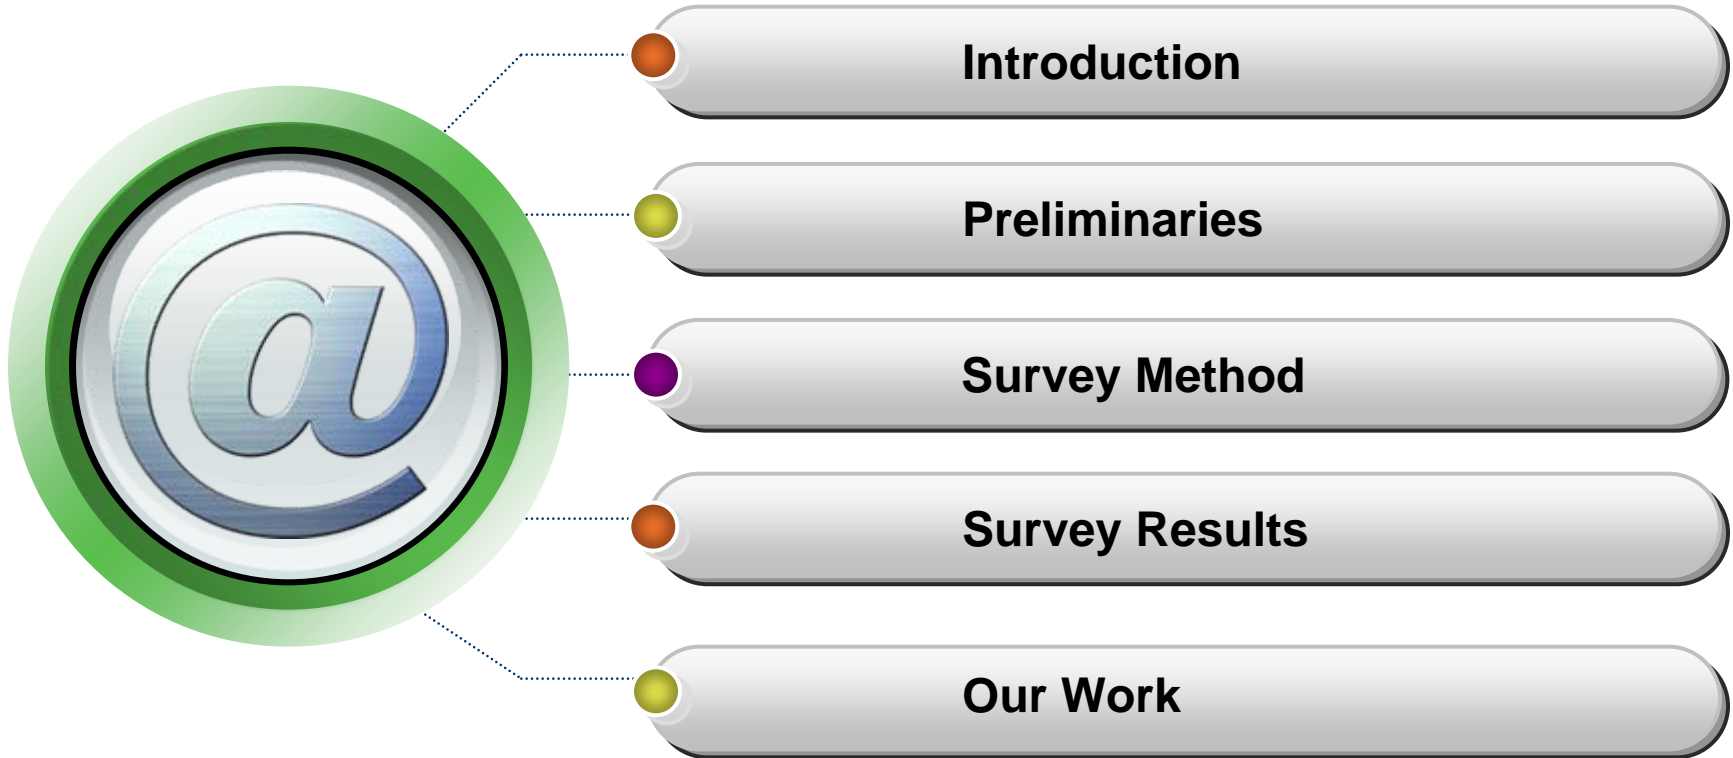 @
Introduction
Preliminaries
Survey Method
Survey Results
Our Work